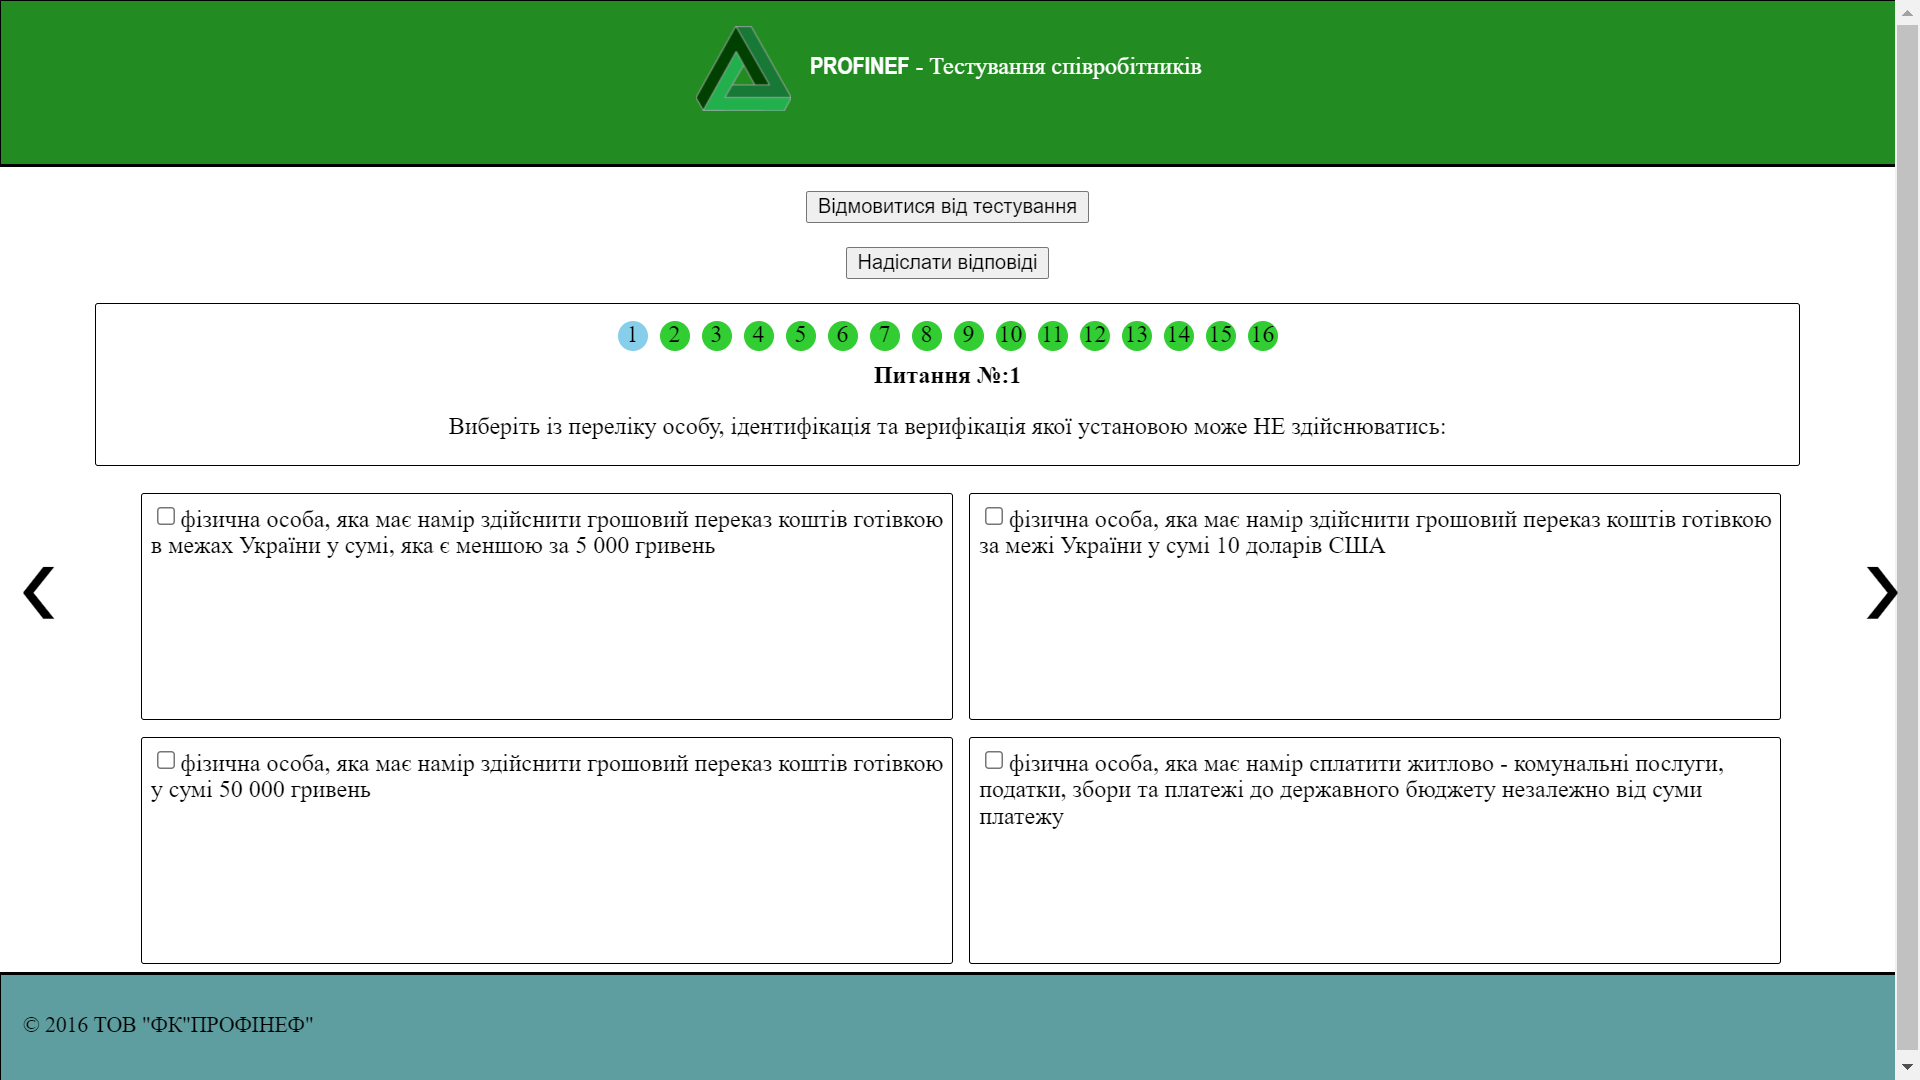 PROFINEF - Тестування співробітників
Відмовитися від тестування
Надіслати відповіді
1 2 3 4 5 6 7 8 9 10 11 12 13 14 15 16
Питання №:1
Виберіть із переліку особу, ідентифікація та верифікація якої установою може НЕ здійснюватись:
фізична особа, яка має намір здійснити грошовий переказ коштів готівкою
в межах України у сумі, яка є меншою за 5 000 гривень
фізична особа, яка має намір здійснити грошовий переказ коштів готівкою
за межі України у сумі 10 доларів США
фізична особа, яка має намір здійснити грошовий переказ коштів готівкою
у сумі 50 000 гривень
фізична особа, яка має намір сплатити житлово - комунальні послуги,
податки, збори та платежі до державного бюджету незалежно від суми
платежу
© 2016 ТОВ "ФК"ПРОФІНЕФ"